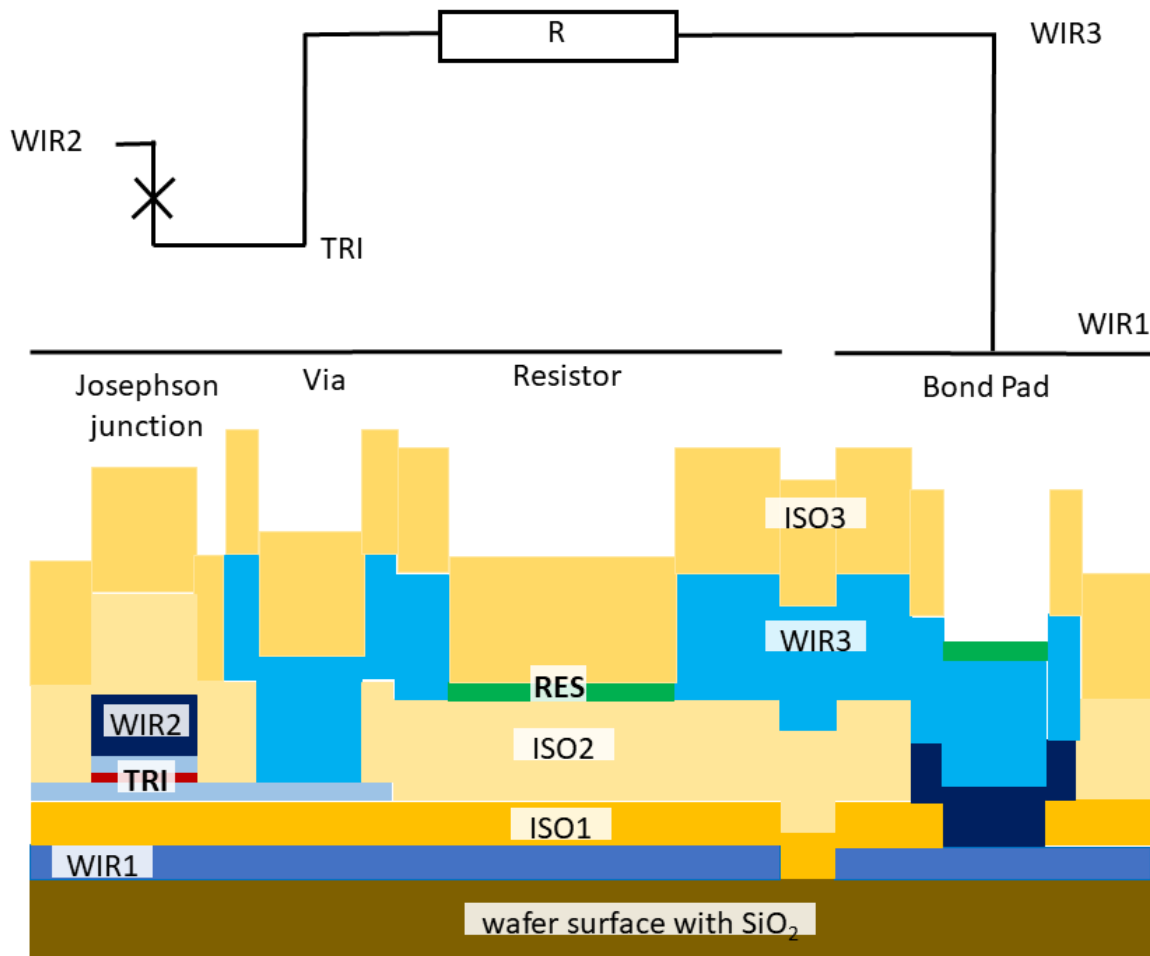 R
WIR3
WIR2
TRI
WIR1
Josephson
junction
Via
Resistor
Bond Pad
ISO3
WIR3
RES
WIR2
ISO2
TRI
ISO1
WIR1
wafer surface with SiO₂